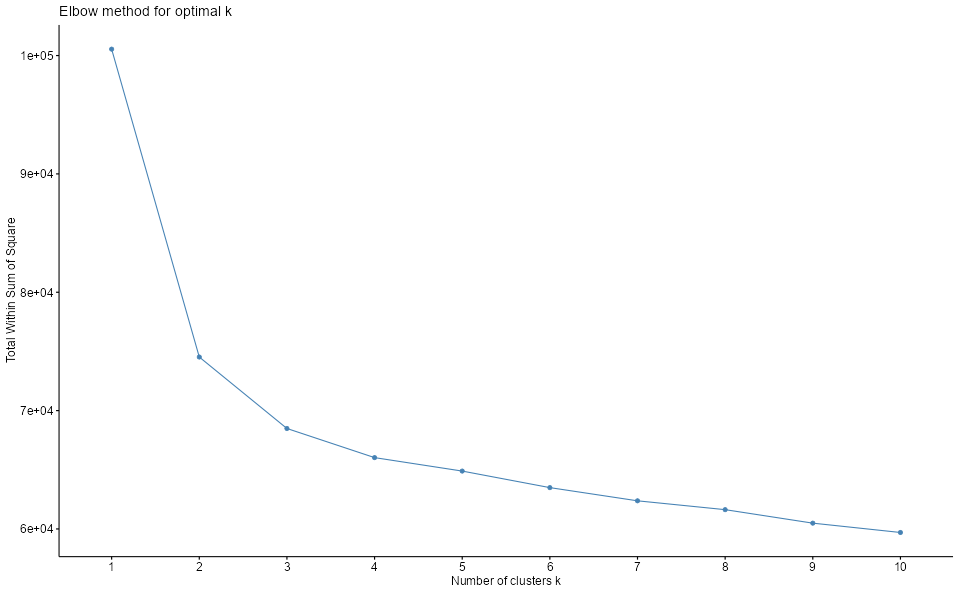 Elbow method for optimal k
Total Within Sum of Square
1e+05
9e+04
8e+04
7e+04
6e+04
1 2 3 4 5 6 7 8 9 10
Number of clusters k